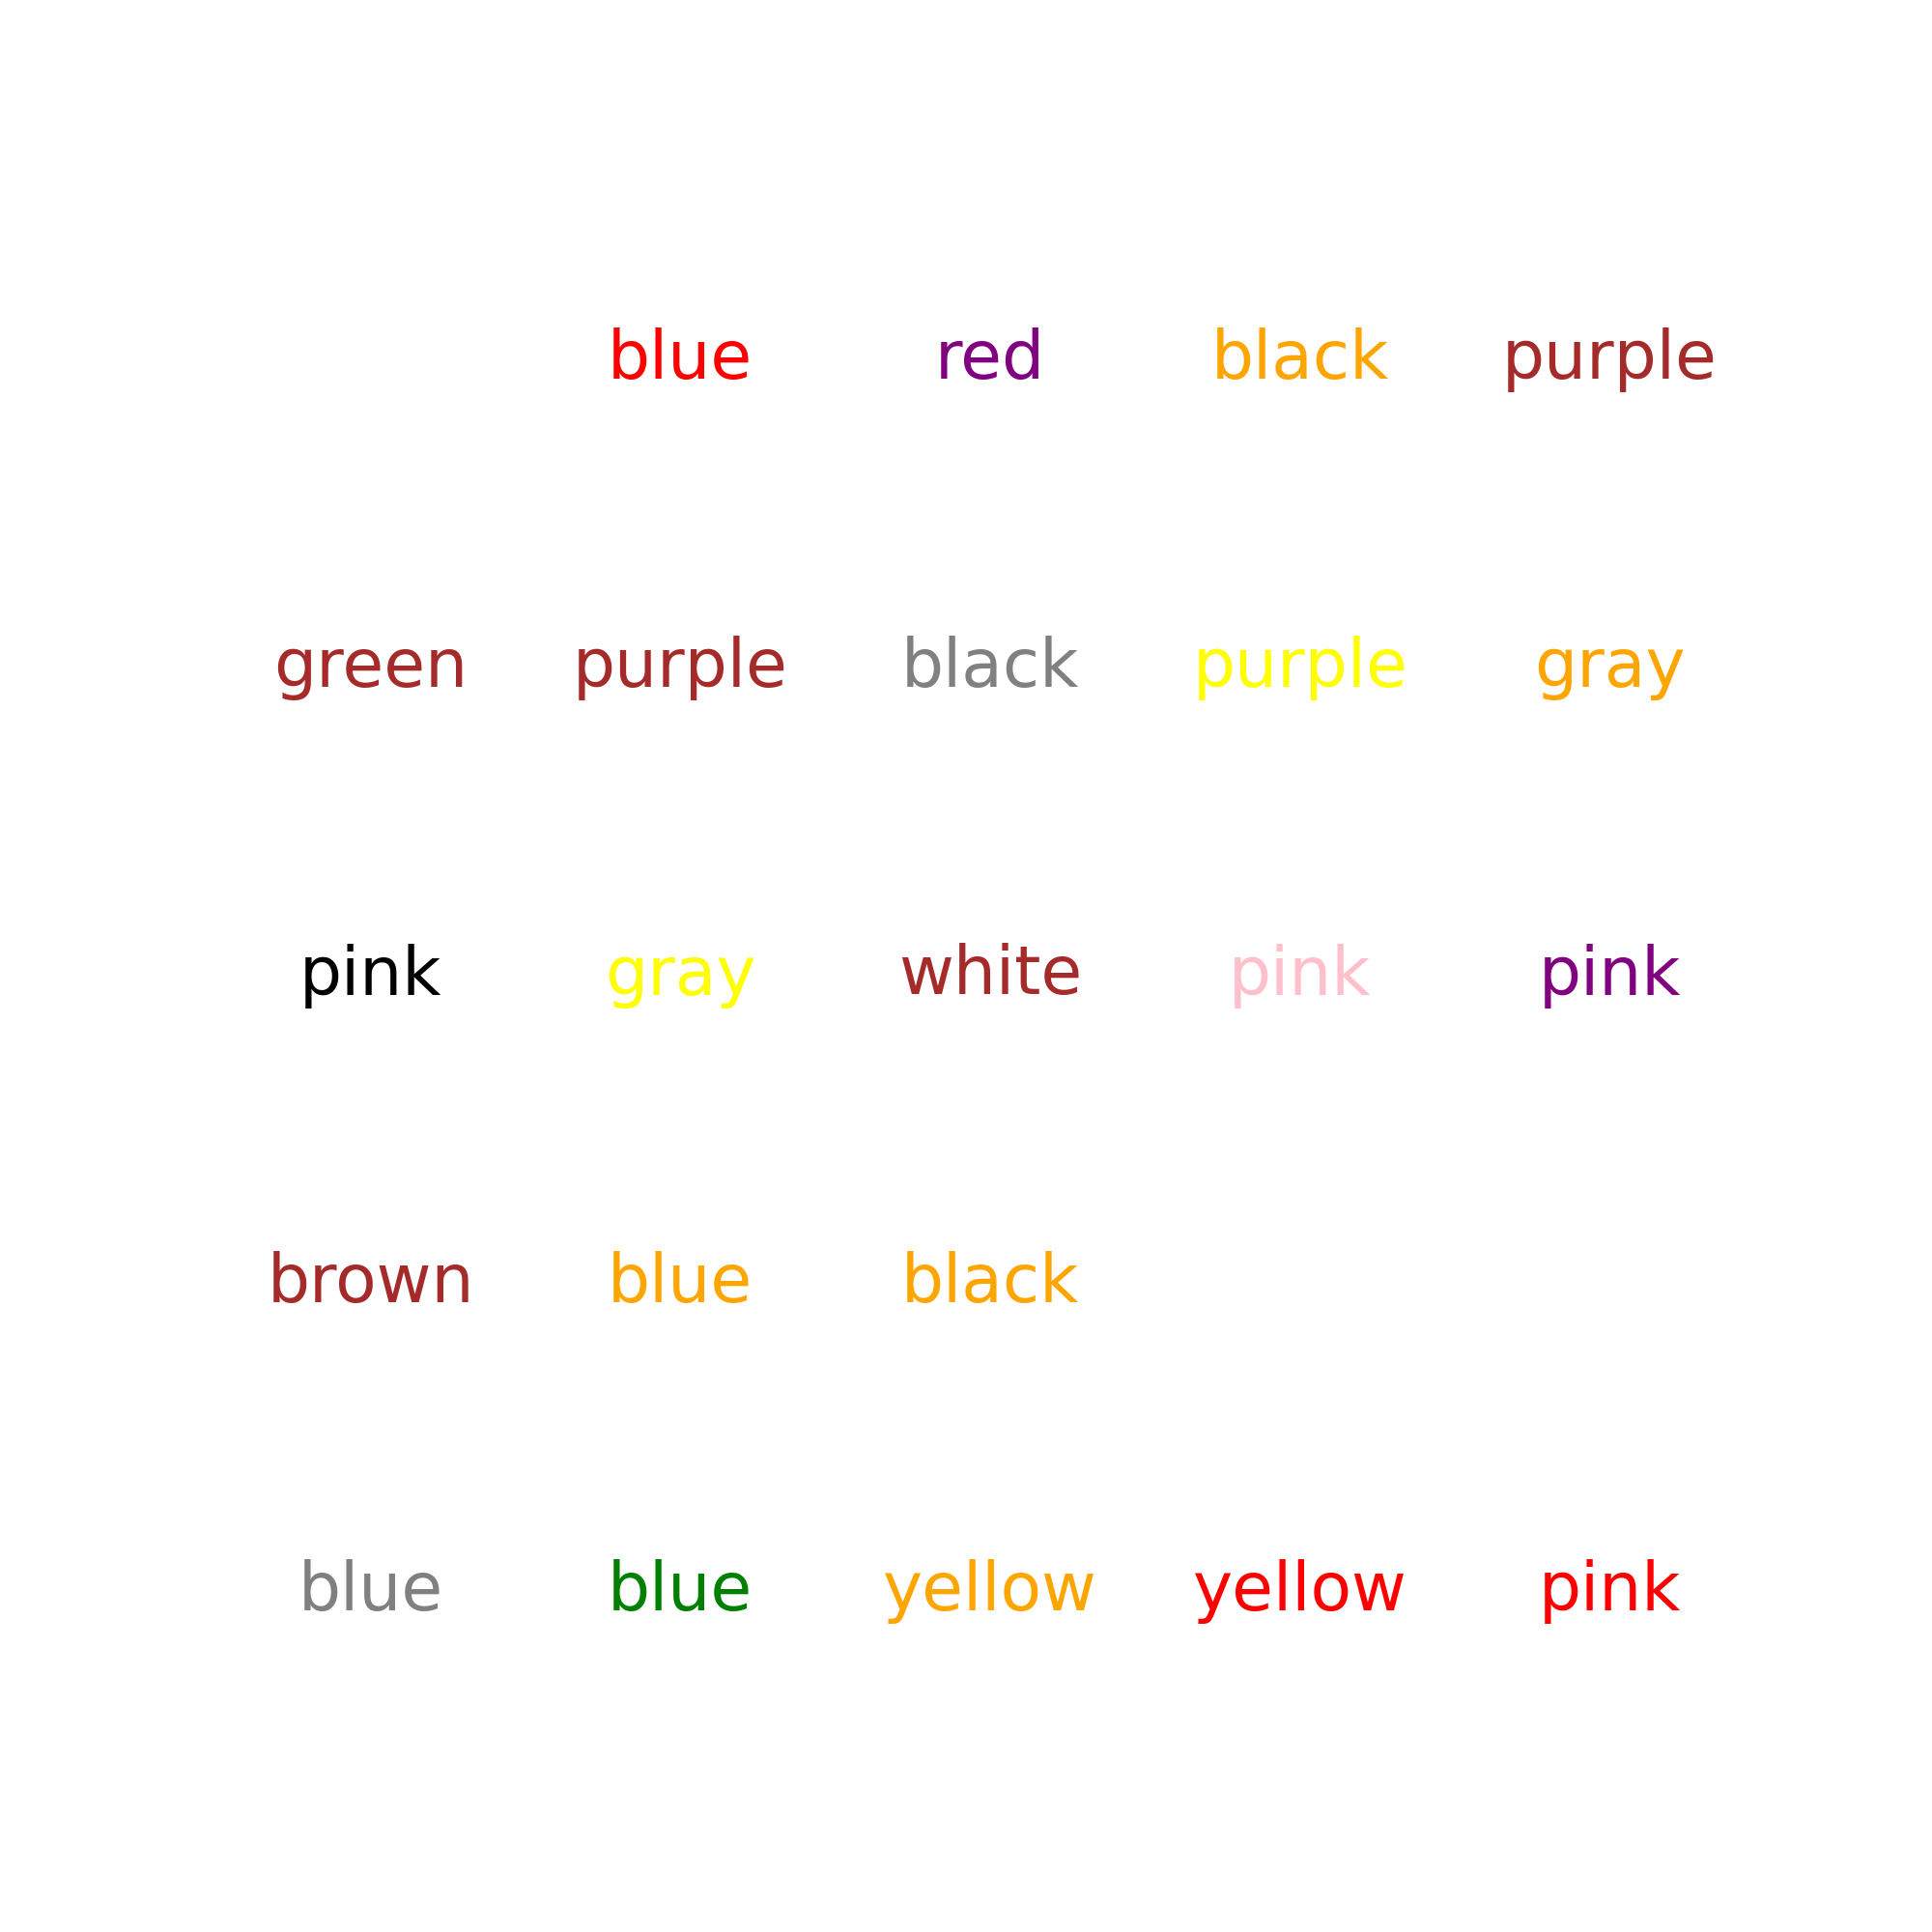 blue red black purple
green purple black purple gray
pink gray white pink pink
brown blue black
blue blue yellow yellow pink